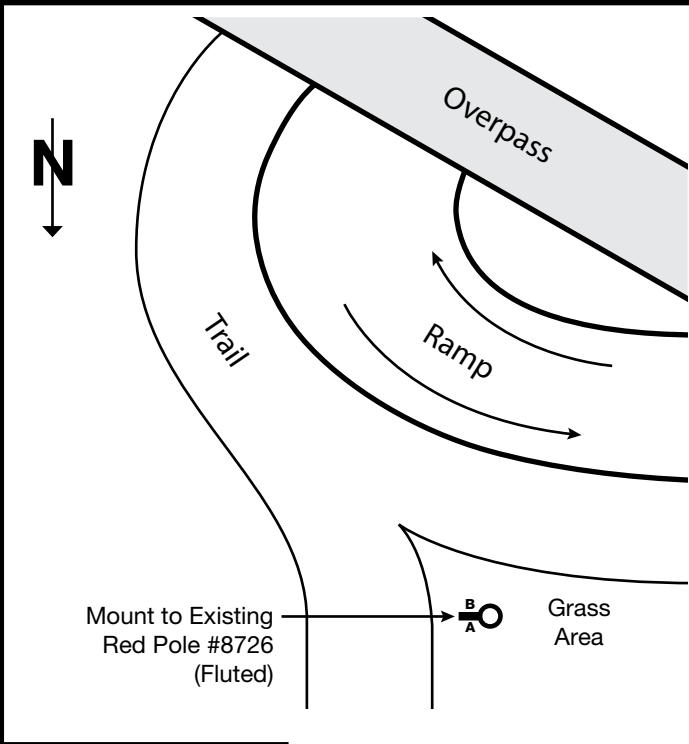 Overpass
N
Trail
Ramp
Mount to Existing
Red Pole #8726
(Fluted)
B
A
Grass
Area